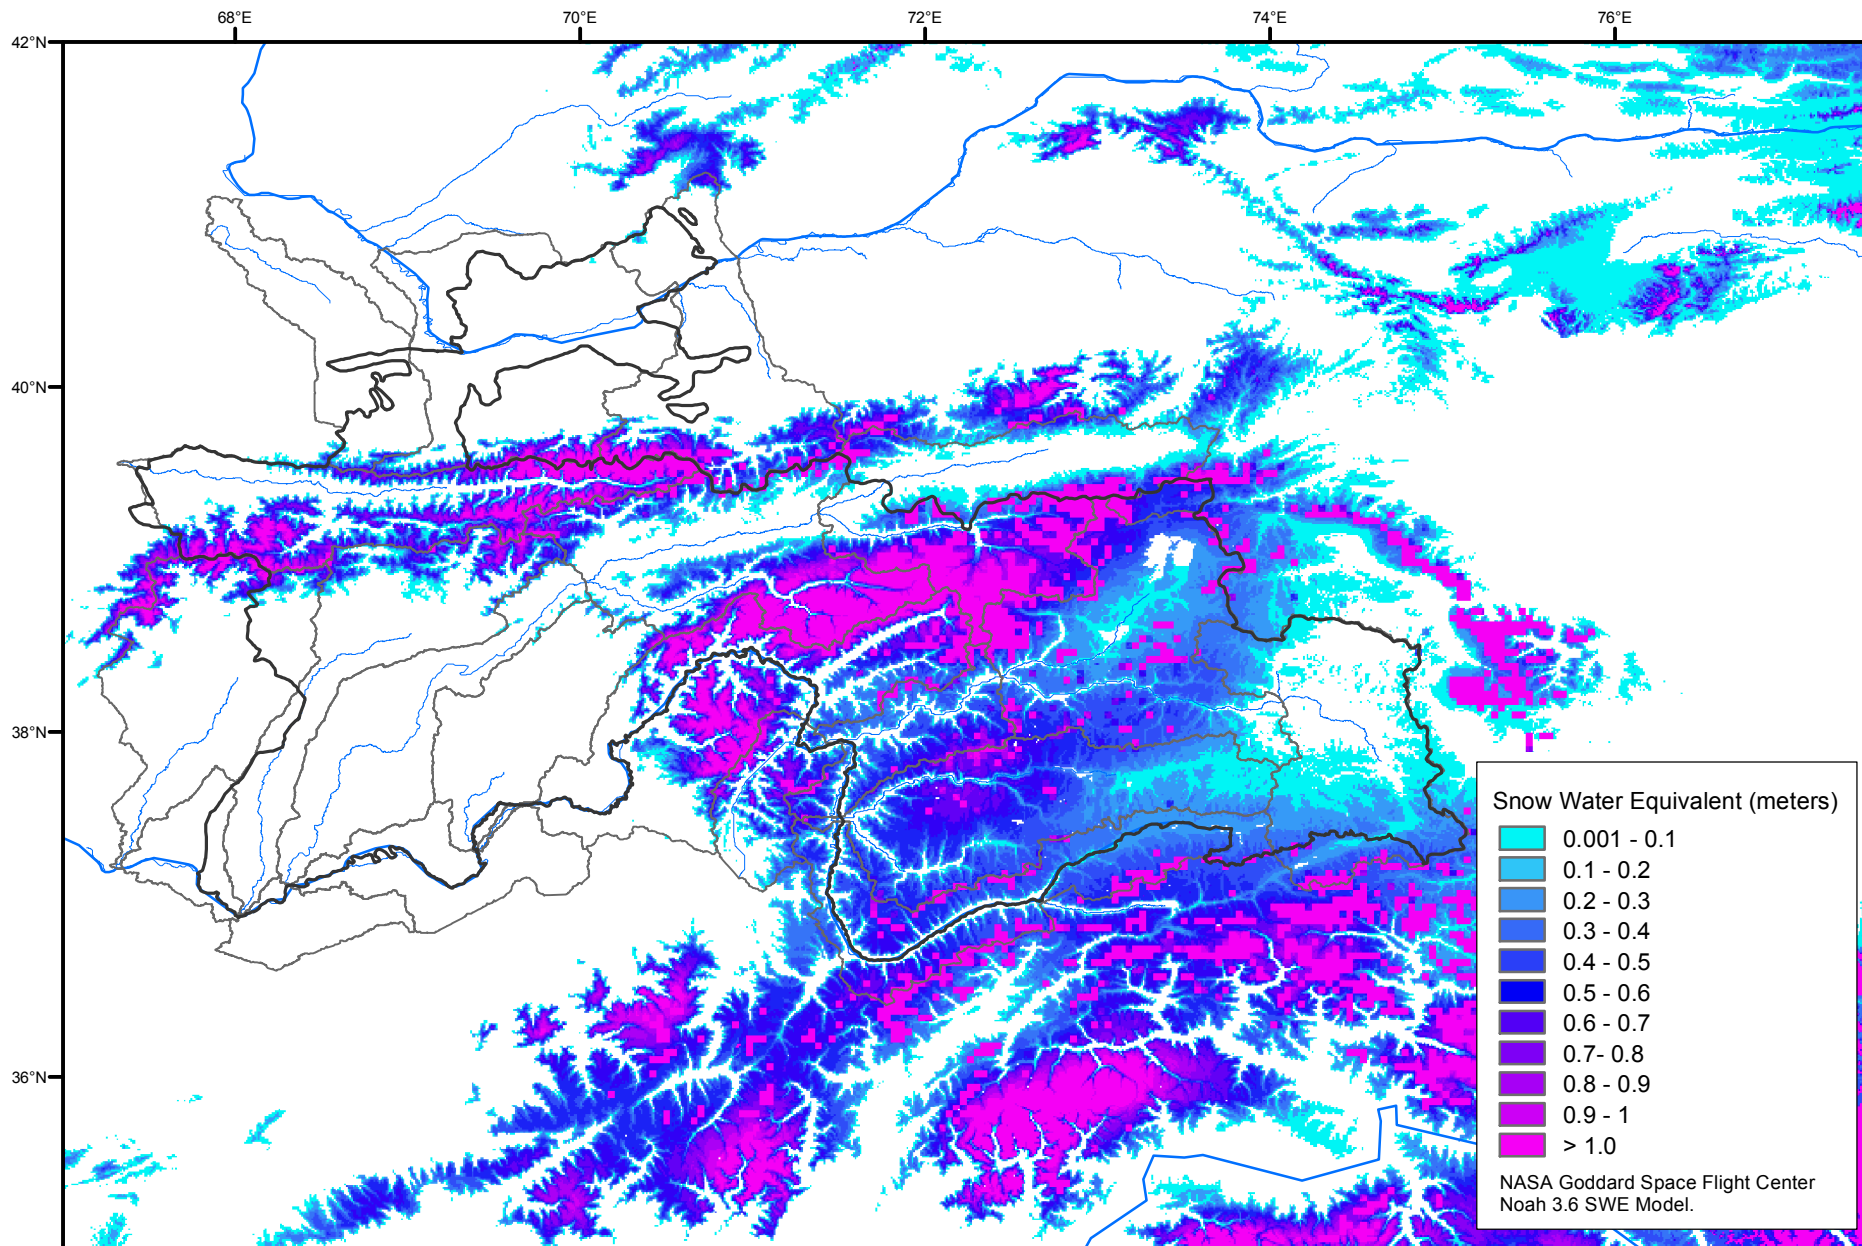 68°E
70°E
72°E
74°E
76°E
42°N
40°N
38°N
36°N
Snow Water Equivalent (meters)
0.001 - 0.1
0.1 - 0.2
0.2 - 0.3
0.3 - 0.4
0.4 - 0.5
0.5 - 0.6
0.6 - 0.7
0.7- 0.8
0.8 - 0.9
0.9 - 1
> 1.0
NASA Goddard Space Flight Center
Noah 3.6 SWE Model.